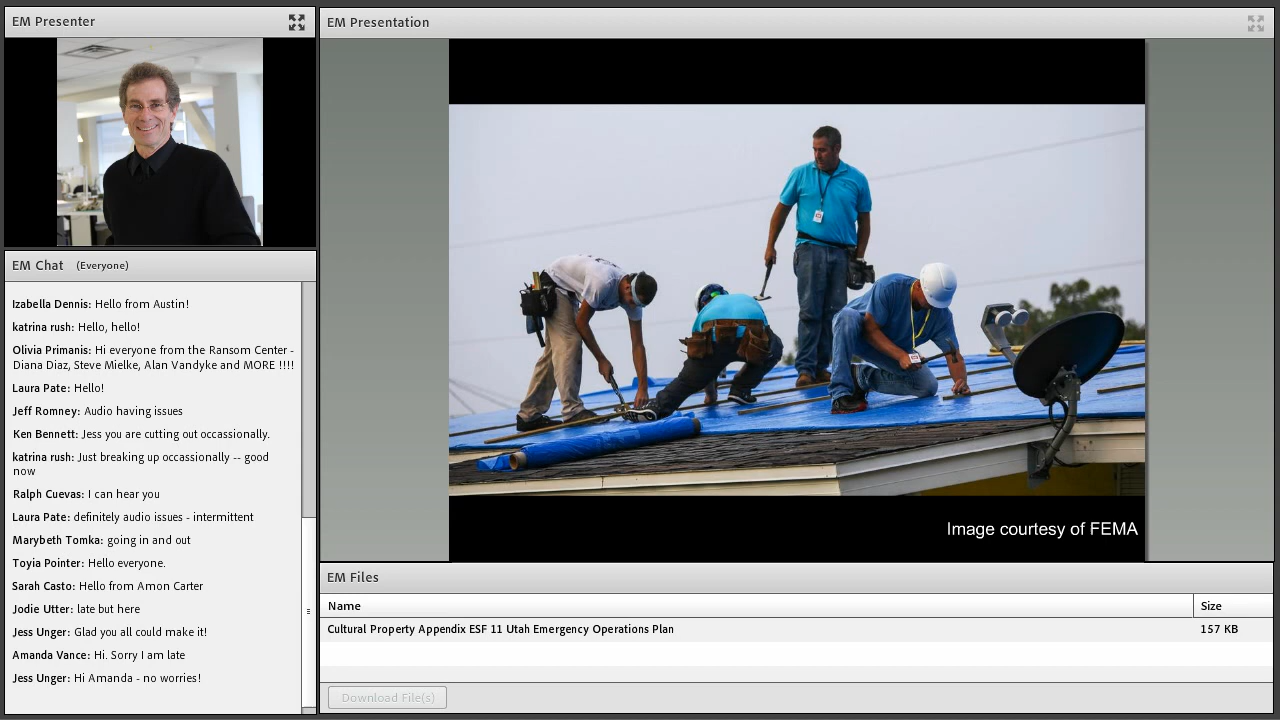 EM Presenter
EM Chat (Everyone)
Izabella Dennis: Hello from Austin!
katrina rush: Hello, hello!
Olivia Primanis: Hi everyone from the Ransom Center -
Diana Diaz, Steve Mielke, Alan Vandyke and MORE !!!!
Laura Pate: Hello!
Jeff Romney: Audio having issues
Ken Bennett: Jess you are cutting out occassionally.
katrina rush: Just breaking up occassionally -- good
now
Ralph Cuevas: I can hear you
Laura Pate: definitely audio issues - intermittent
Marybeth Tomka: going in and out
Toyia Pointer: Hello everyone.
Sarah Casto: Hello from Amon Carter
Jodie Utter: late but here
Jess Unger: Glad you all could make it!
Amanda Vance: Hi. Sorry I am late
Jess Unger: Hi Amanda - no worries!
EM Presentation
Image courtesy of FEMA
EM Files
Name Size
Cultural Property Appendix ESF 11 Utah Emergency Operations Plan 157 KB
Download File(s)